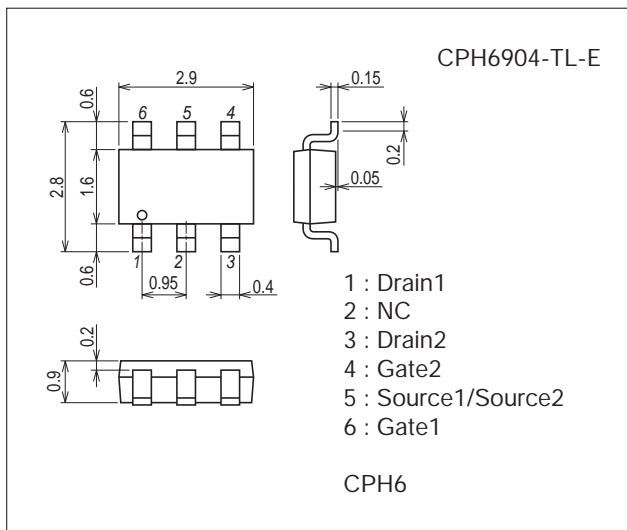 CPH6904-TL-E
2.9
0.15
0.6
6
5
4
0.2
2.8
1.6
0.05
0.6
1
2
3
0.95
0.4
1 : Drain1
2 : NC
3 : Drain2
4 : Gate2
5 : Source1/Source2
6 : Gate1
0.2
0.9
CPH6